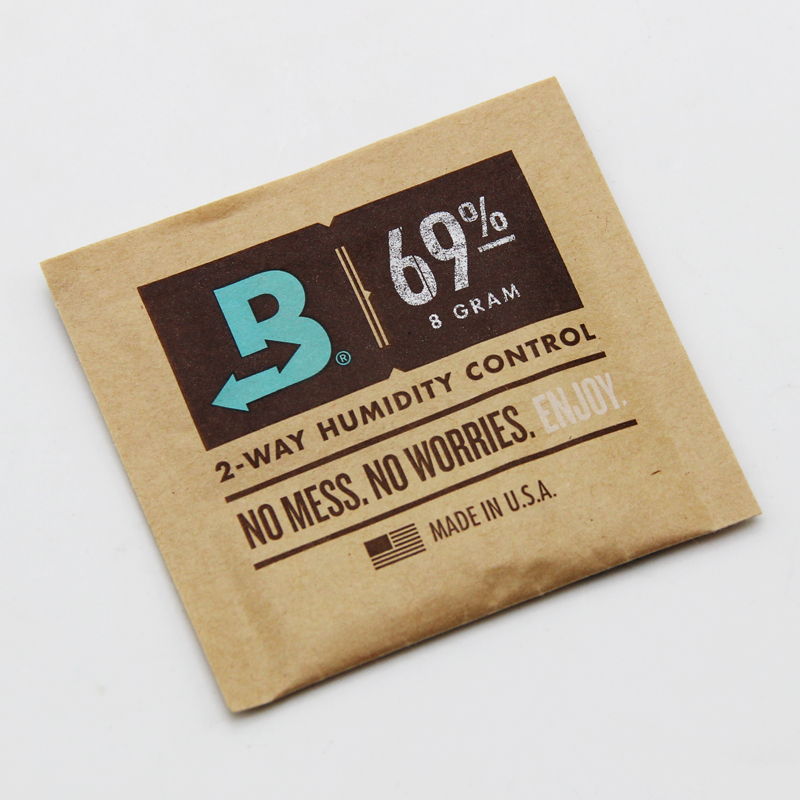 B®
69%
8 GRAM
2-WAY HUMIDITY CONTROL
NO MESS. NO WORRIES. ENJOY.
MADE IN U.S.A.